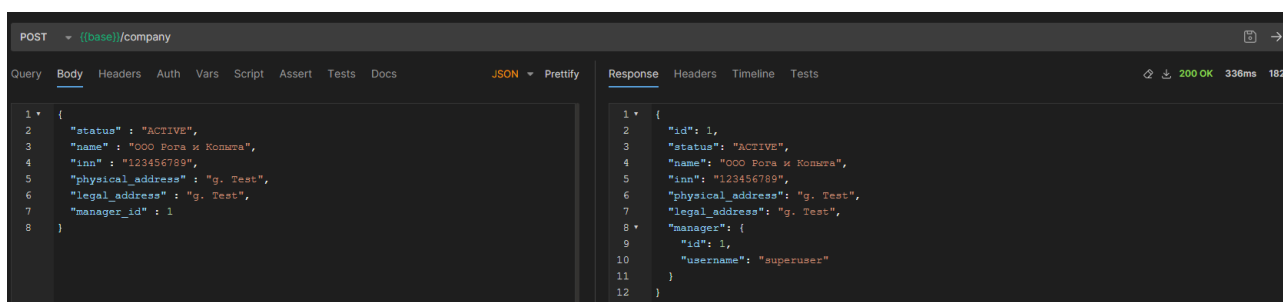 POST {{base}}/company
Query Body Headers Auth Vars Script Assert Tests Docs JSON Prettify
1 {
2 "status" : "ACTIVE",
3 "name" : "ООО Рога и Копыта",
4 "inn" : "123456789",
5 "physical_address" : "g. Test",
6 "legal_address" : "g. Test",
7 "manager_id" : 1
8 }
Response Headers Timeline Tests 200 OK 336ms 182
1 {
2 "id": 1,
3 "status": "ACTIVE",
4 "name": "ООО Рога и Копыта",
5 "inn": "123456789",
6 "physical_address": "g. Test",
7 "legal_address": "g. Test",
8 "manager": {
9 "id": 1,
10 "username": "superuser"
11 }
12 }